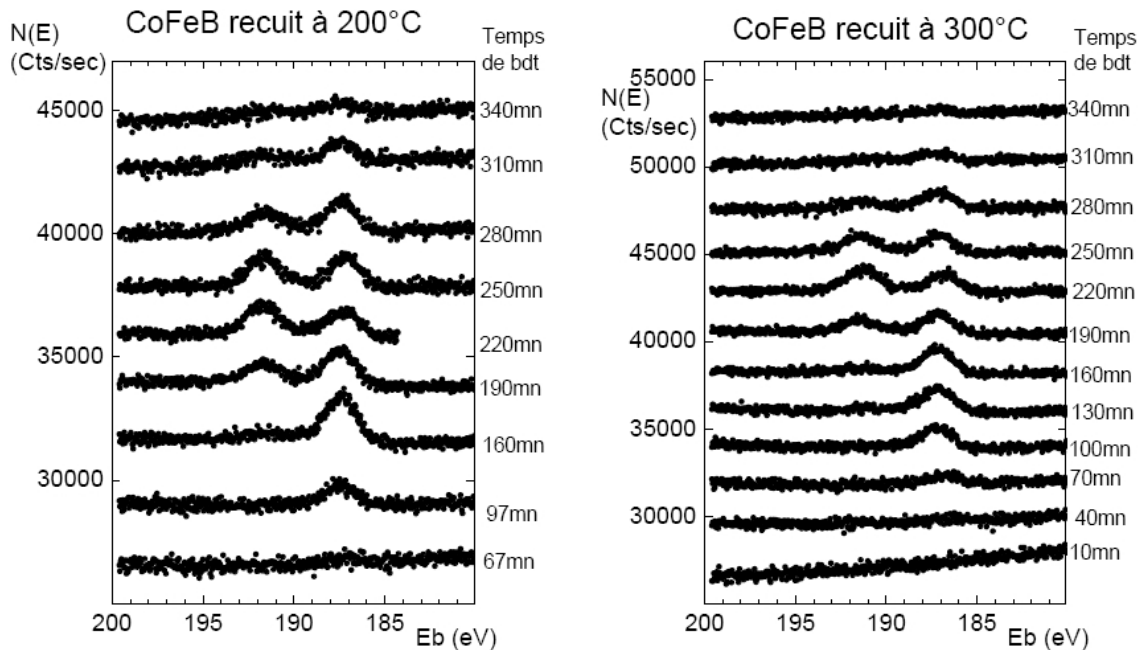 CoFeB recuit à 200°C
N(E)
(Cts/sec)
Temps
de bdt
45000
40000
35000
30000
340mn
310mn
280mn
250mn
220mn
190mn
160mn
97mn
67mn
200
195
190
185
Eb (eV)
CoFeB recuit à 300°C
Temps
de bdt
55000
N(E)
(Cts/sec)
50000
45000
40000
35000
30000
340mn
310mn
280mn
250mn
220mn
190mn
160mn
130mn
100mn
70mn
40mn
10mn
200
195
190
185
Eb (eV)